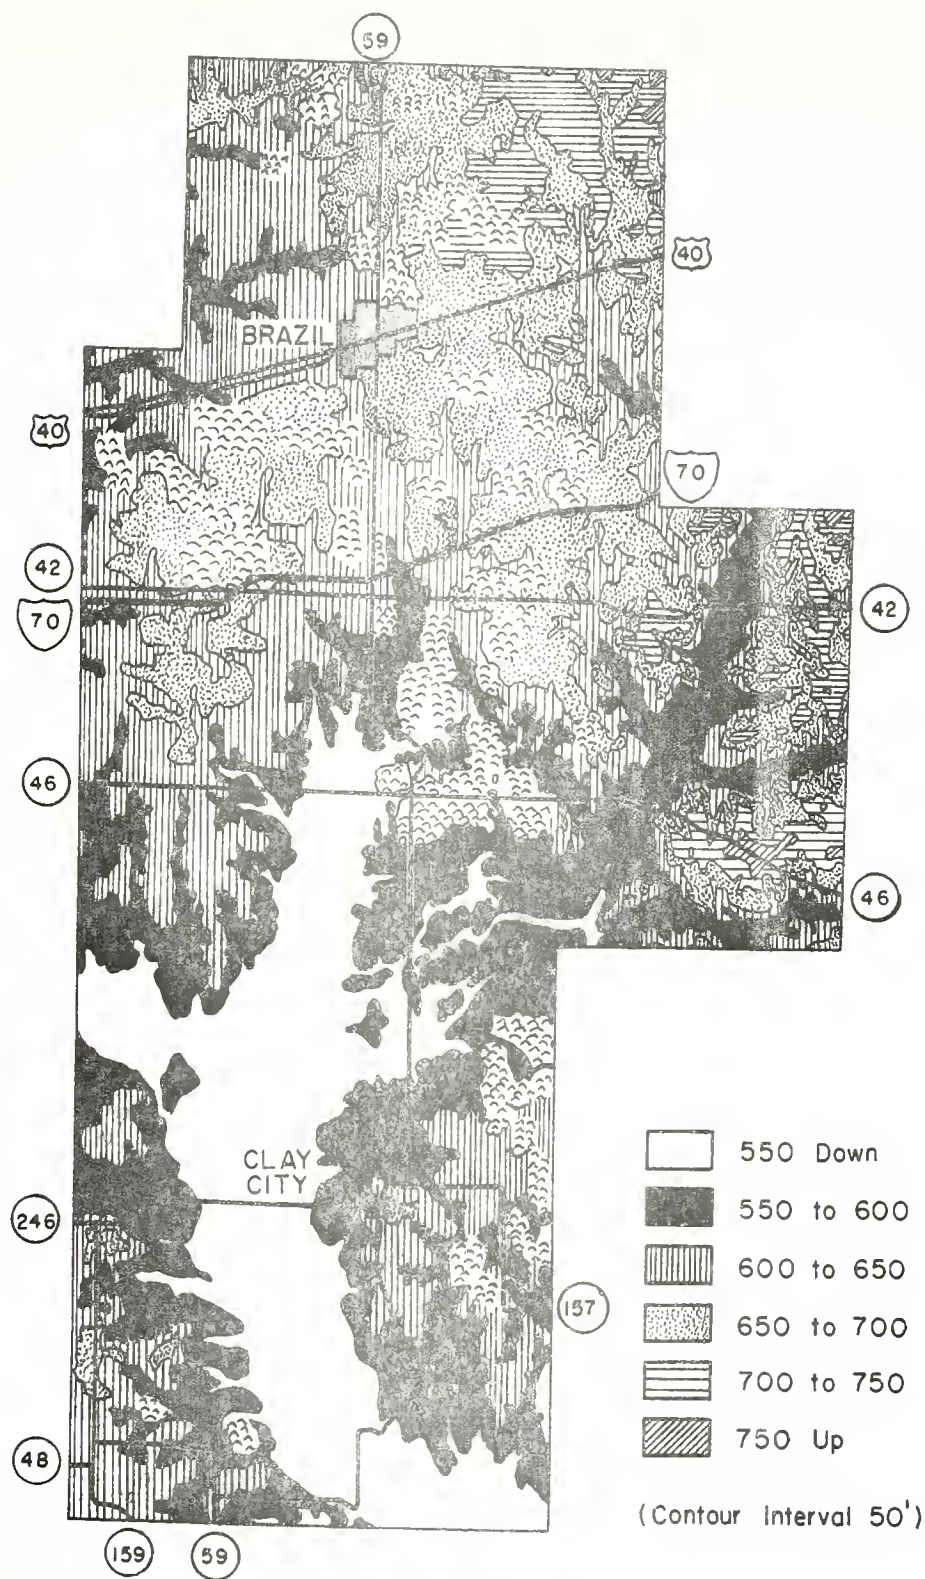 59
40
BRAZIL
40
70
42
70
42
46
46
CLAY
CITY
246
157
48
159
59
550 Down
550 to 600
600 to 650
650 to 700
700 to 750
750 Up
(Contour Interval 50')